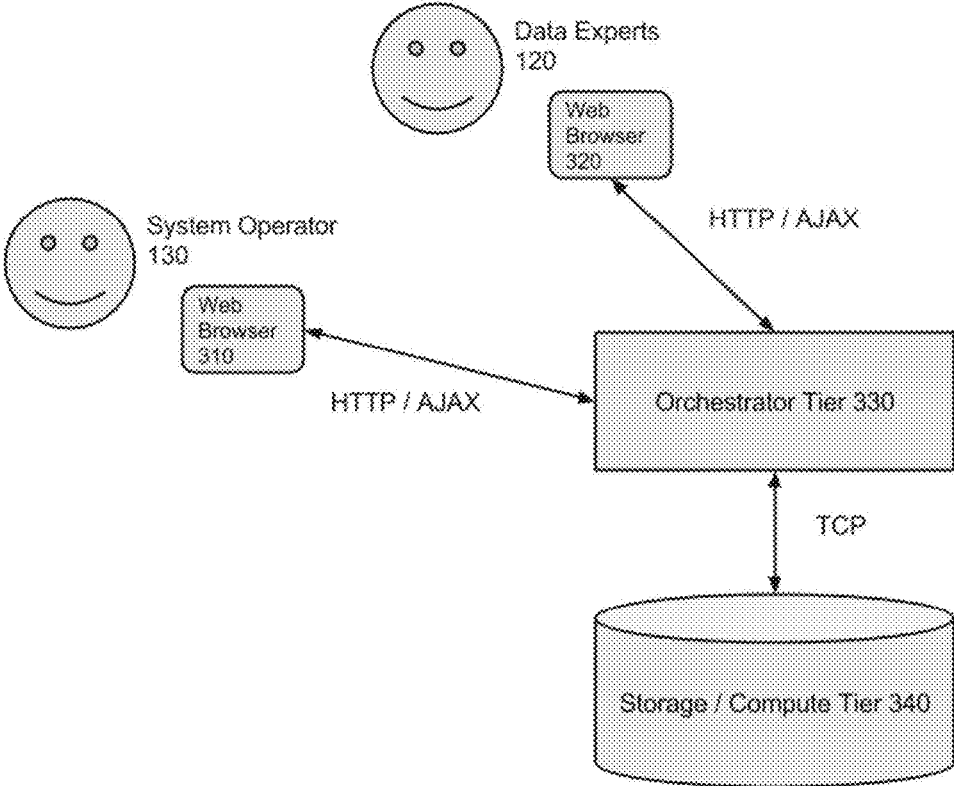 Data Experts
120
Web
Browser
320
HTTP / AJAX
System Operator
130
Web
Browser
310
HTTP / AJAX
Orchestrator Tier 330
TCP
Storage / Compute Tier 340